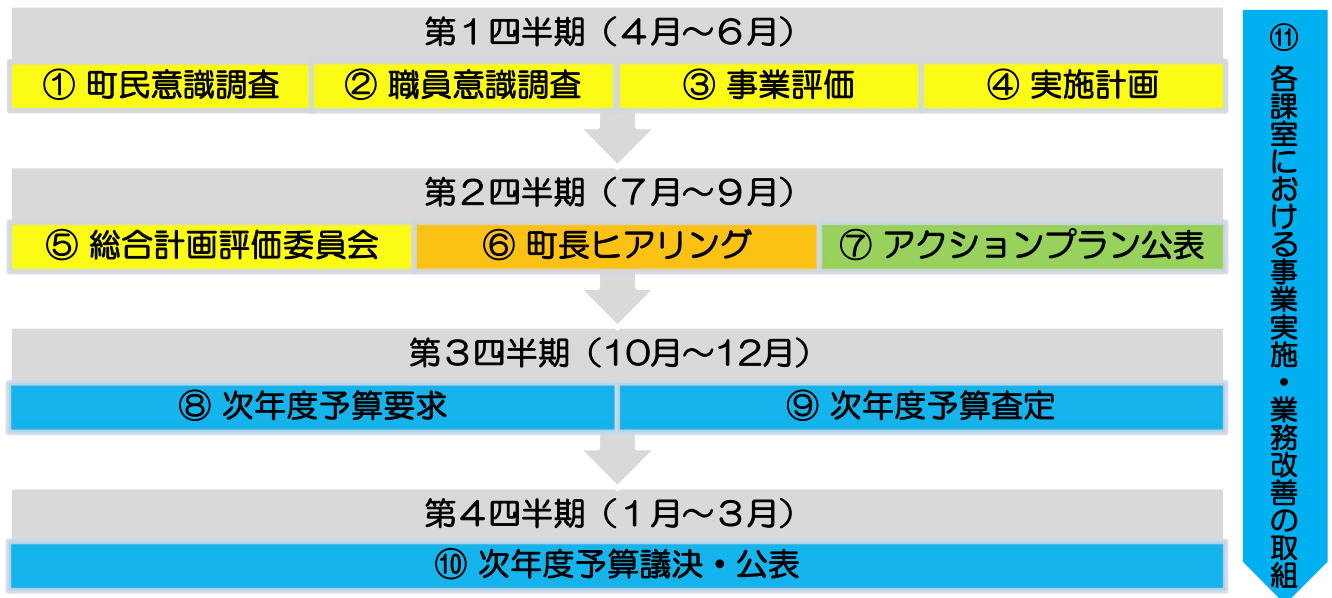 第1四半期（4月～6月）
① 町民意識調査
② 職員意識調査
③ 事業評価
④ 実施計画
第2四半期（7月～9月）
⑤ 総合計画評価委員会
⑥ 町長ヒアリング
⑦ アクションプラン公表
第3四半期（10月～12月）
⑧ 次年度予算要求
⑨ 次年度予算査定
第4四半期（1月～3月）
⑩ 次年度予算議決・公表
⑪ 各課室における事業実施・業務改善の取組